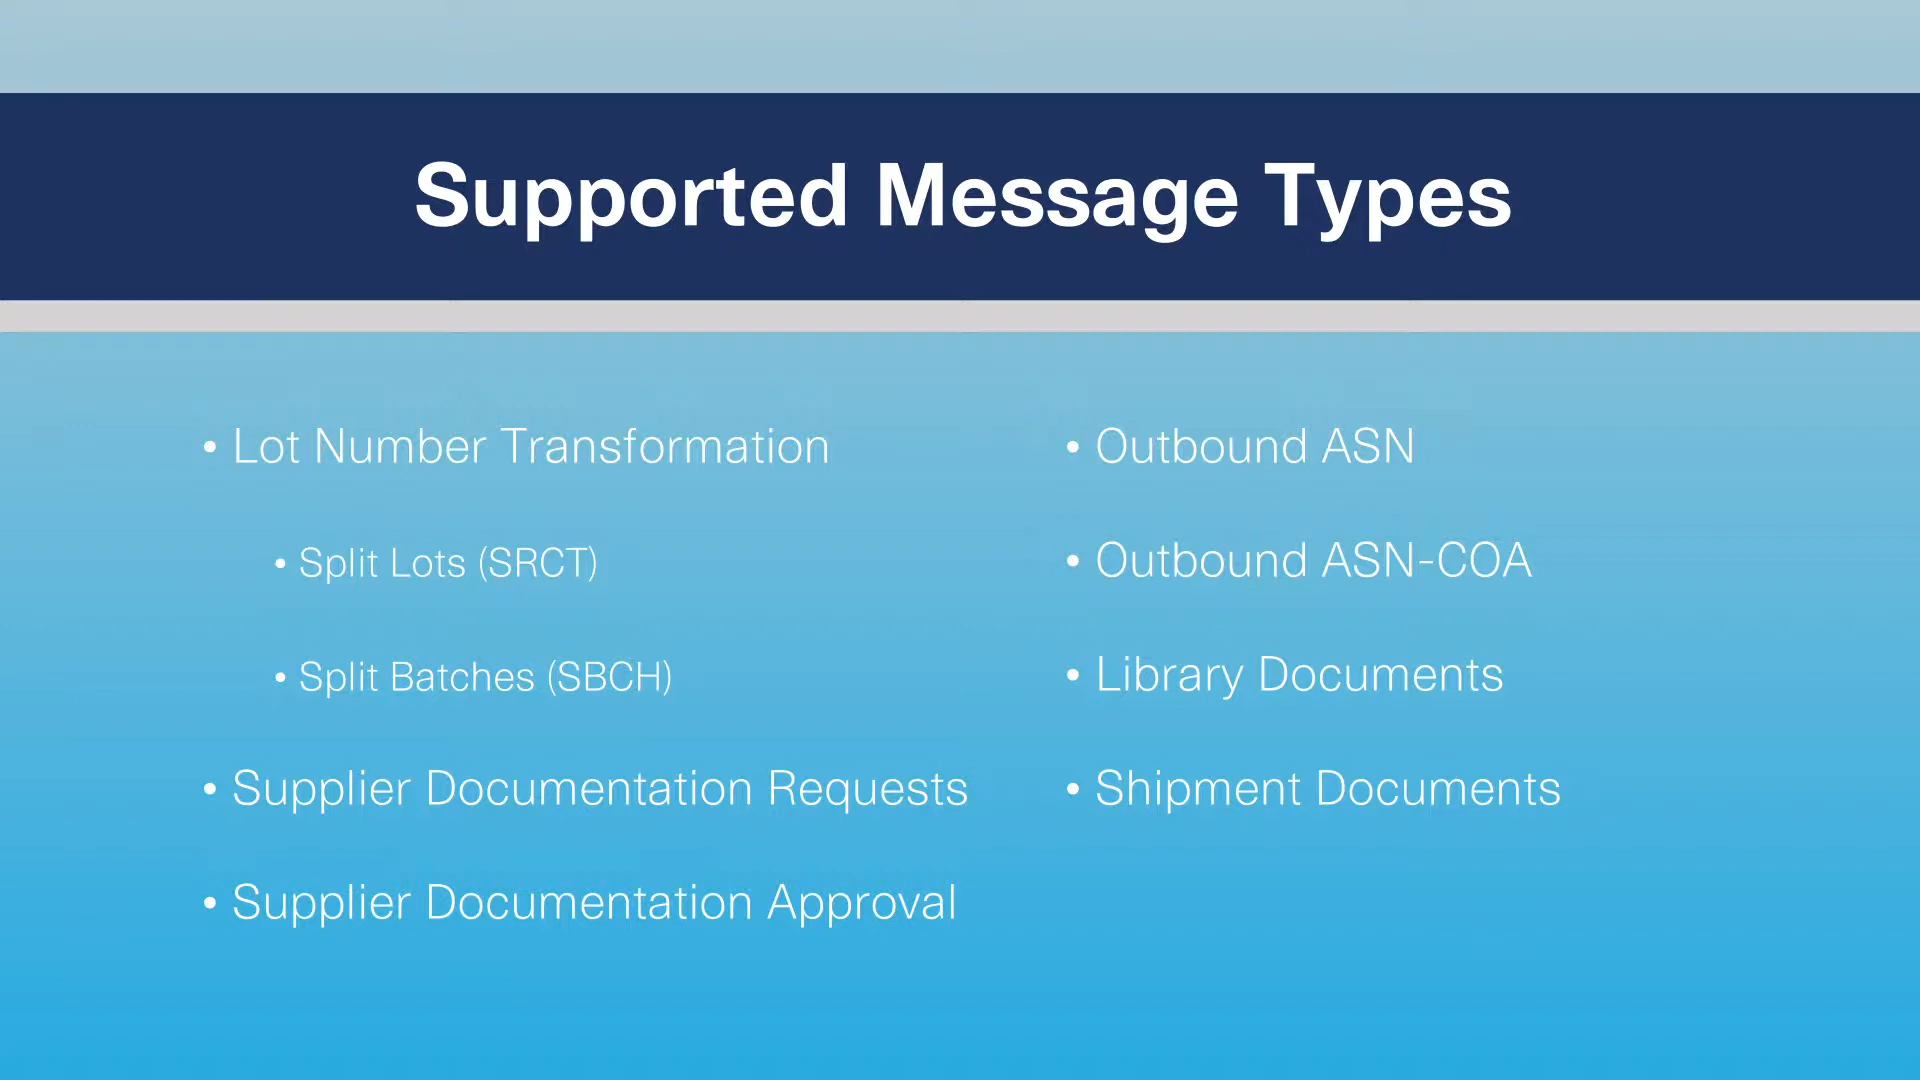 Supported Message Types
• Lot Number Transformation
• Split Lots (SRCT)
• Split Batches (SBCH)
• Supplier Documentation Requests
• Supplier Documentation Approval
• Outbound ASN
• Outbound ASN-COA
• Library Documents
• Shipment Documents